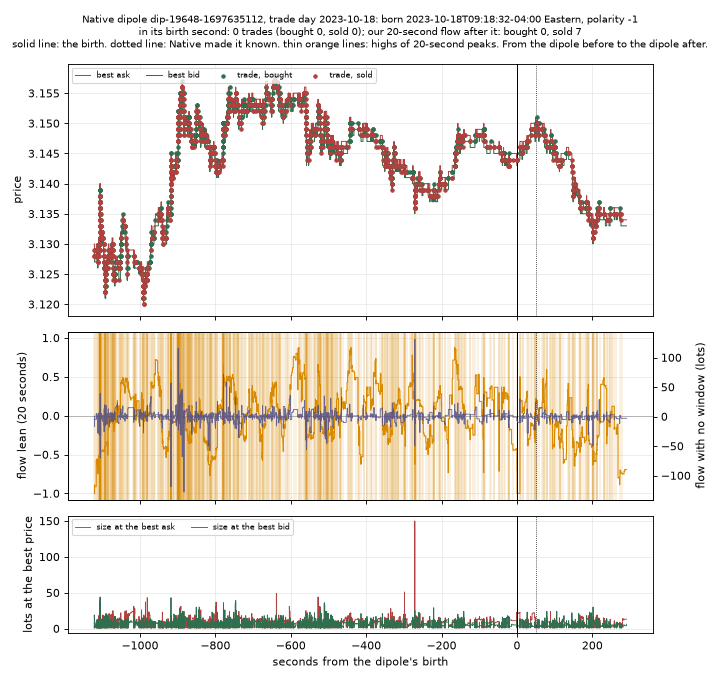 Native dipole dip-19648-1697635112, trade day 2023-10-18: born 2023-10-18T09:18:32-04:00 Eastern, polarity -1
in its birth second: 0 trades (bought 0, sold 0); our 20-second flow after it: bought 0, sold 7
solid line: the birth. dotted line: Native made it known. thin orange lines: highs of 20-second peaks. From the dipole before to the dipole after.
best ask
best bid
trade, bought
trade, sold
price
3.155
3.150
3.145
3.140
3.135
3.130
3.125
3.120
flow lean (20 seconds)
1.0
0.5
0.0
−0.5
−1.0
flow with no window (lots)
100
50
0
−50
−100
size at the best ask
size at the best bid
lots at the best price
150
100
50
0
−1000
−800
−600
−400
−200
0
200
seconds from the dipole's birth